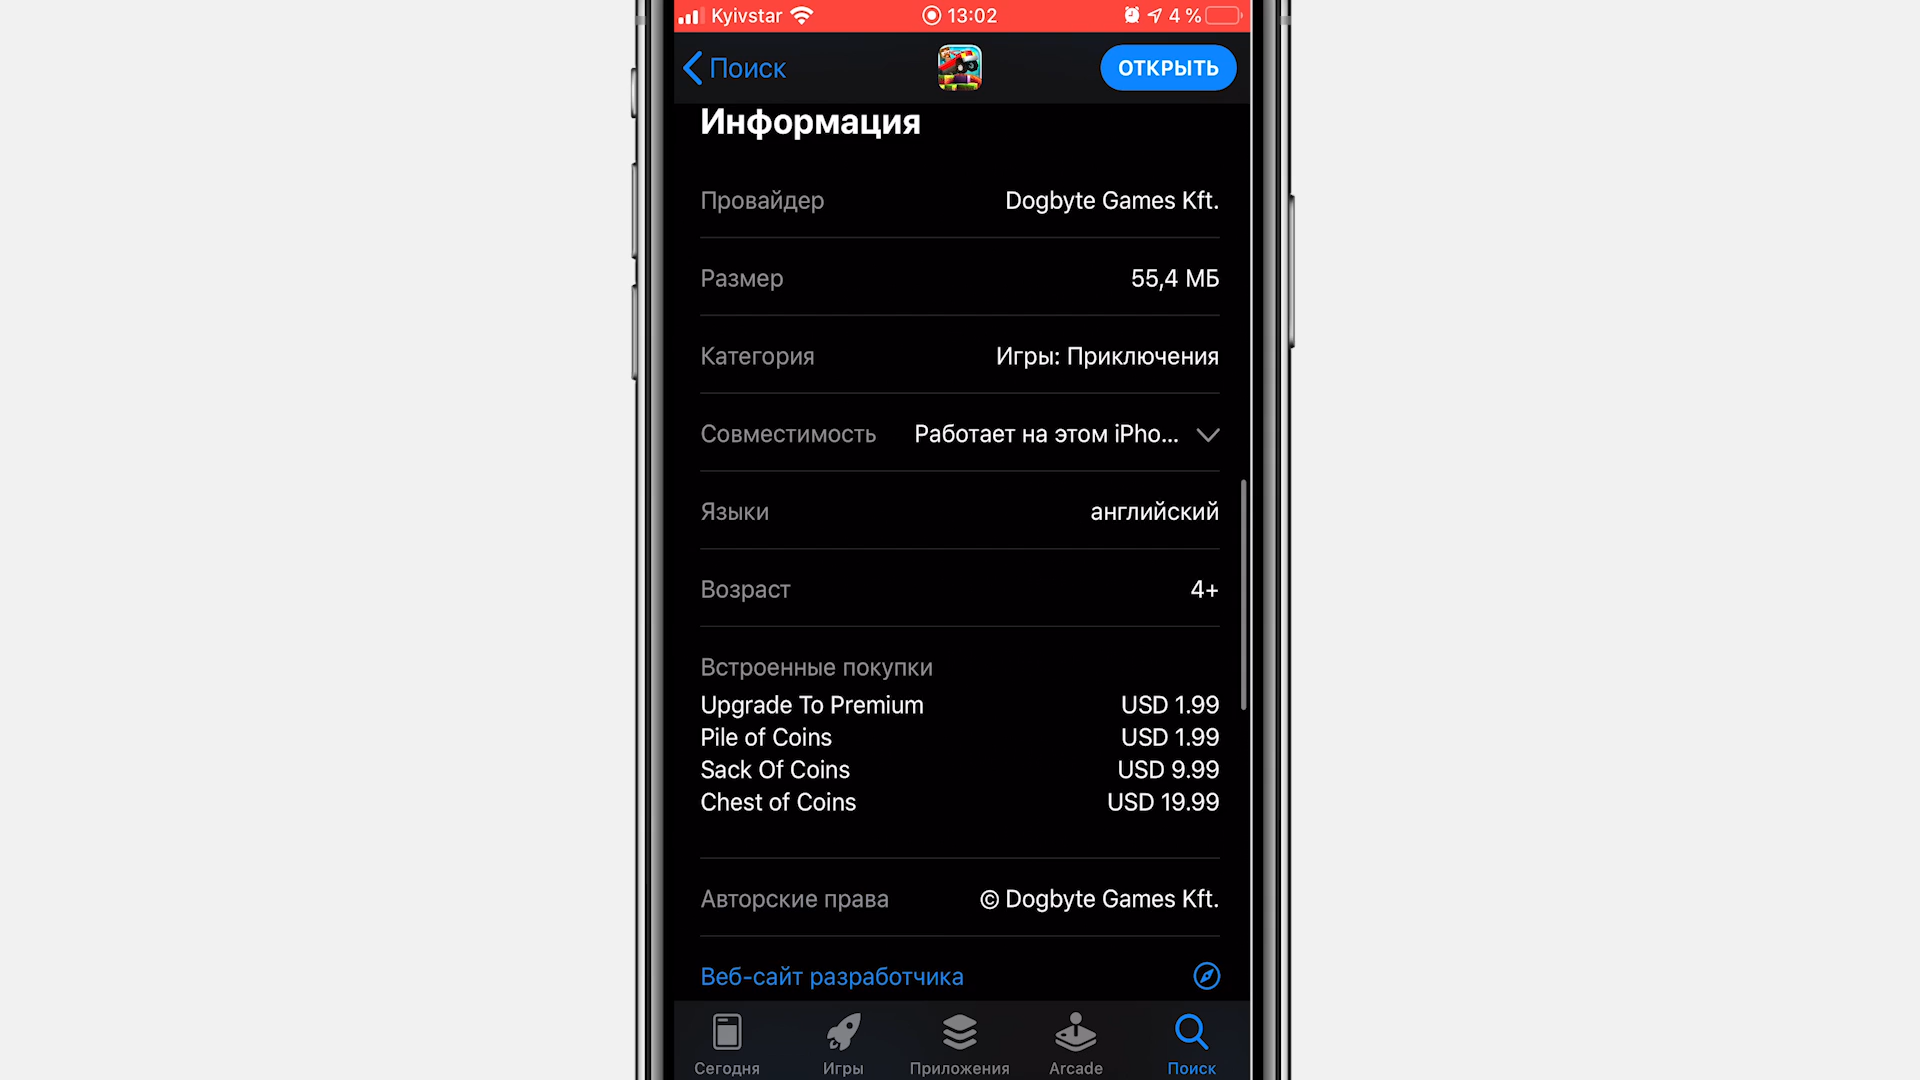 Kyivstar 13:02 4 %
Поиск ОТКРЫТЬ
Информация
Провайдер Dogbyte Games Kft.
Размер 55,4 МБ
Категория Игры: Приключения
Совместимость Работает на этом iPho...
Языки английский
Возраст 4+
Встроенные покупки
Upgrade To Premium USD 1.99
Pile of Coins USD 1.99
Sack Of Coins USD 9.99
Chest of Coins USD 19.99
Авторские права © Dogbyte Games Kft.
Веб-сайт разработчика
Сегодня Игры Приложения Arcade Поиск